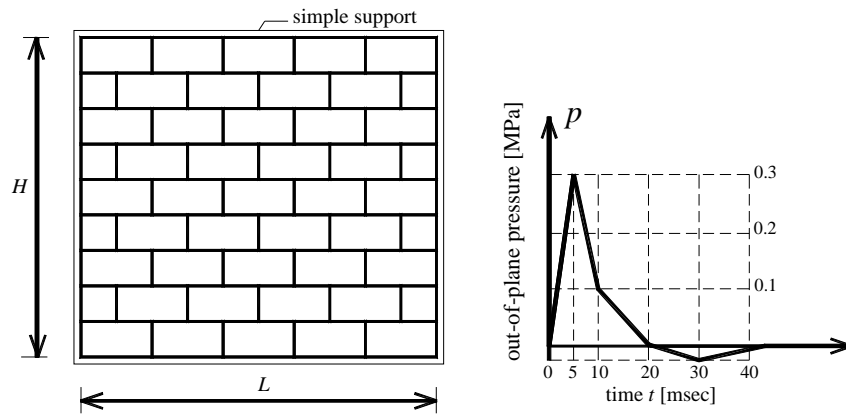 simple support
H
L
out-of-plane pressure [MPa]
p
0.3
0.2
0.1
0 5 10 20 30 40
time t [msec]